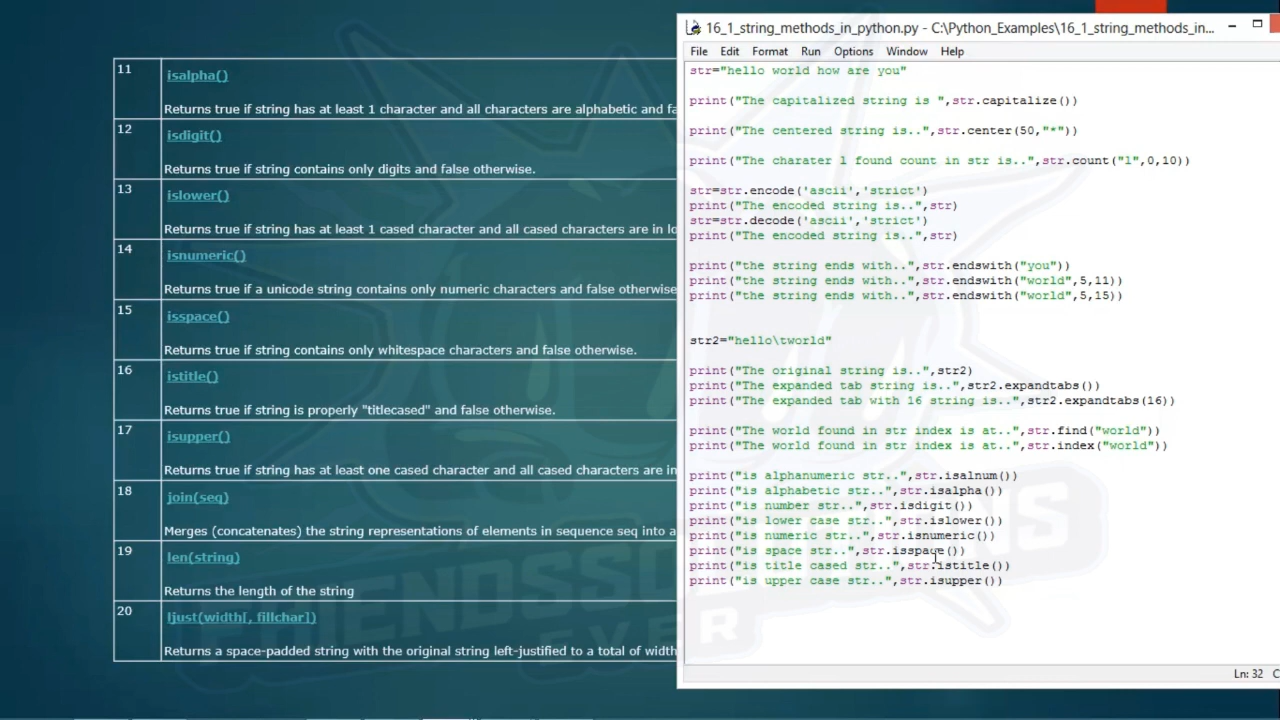 11
isalpha()
Returns true if string has at least 1 character and all characters are alphabetic and fa
12
isdigit()
Returns true if string contains only digits and false otherwise.
13
islower()
Returns true if string has at least 1 cased character and all cased characters are in lo
14
isnumeric()
Returns true if a unicode string contains only numeric characters and false otherwise
15
isspace()
Returns true if string contains only whitespace characters and false otherwise.
16
istitle()
Returns true if string is properly "titlecased" and false otherwise.
17
isupper()
Returns true if string has at least one cased character and all cased characters are in
18
join(seq)
Merges (concatenates) the string representations of elements in sequence seq into a
19
len(string)
Returns the length of the string
20
ljust(width[, fillchar])
Returns a space-padded string with the original string left-justified to a total of width
16_1_string_methods_in_python.py - C:\Python_Examples\16_1_string_methods_in...
File Edit Format Run Options Window Help
str="hello world how are you"
print("The capitalized string is ",str.capitalize())
print("The centered string is..",str.center(50,"*"))
print("The charater l found count in str is..",str.count("l",0,10))
str=str.encode('ascii','strict')
print("The encoded string is..",str)
str=str.decode('ascii','strict')
print("The encoded string is..",str)
print("the string ends with..",str.endswith("you"))
print("the string ends with..",str.endswith("world",5,11))
print("the string ends with..",str.endswith("world",5,15))
str2="hello\tworld"
print("The original string is..",str2)
print("The expanded tab string is..",str2.expandtabs())
print("The expanded tab with 16 string is..",str2.expandtabs(16))
print("The world found in str index is at..",str.find("world"))
print("The world found in str index is at..",str.index("world"))
print("is alphanumeric str..",str.isalnum())
print("is alphabetic str..",str.isalpha())
print("is number str..",str.isdigit())
print("is lower case str..",str.islower())
print("is numeric str..",str.isnumeric())
print("is space str..",str.isspace())
print("is title cased str..",str.istitle())
print("is upper case str..",str.isupper())
Ln: 32 C